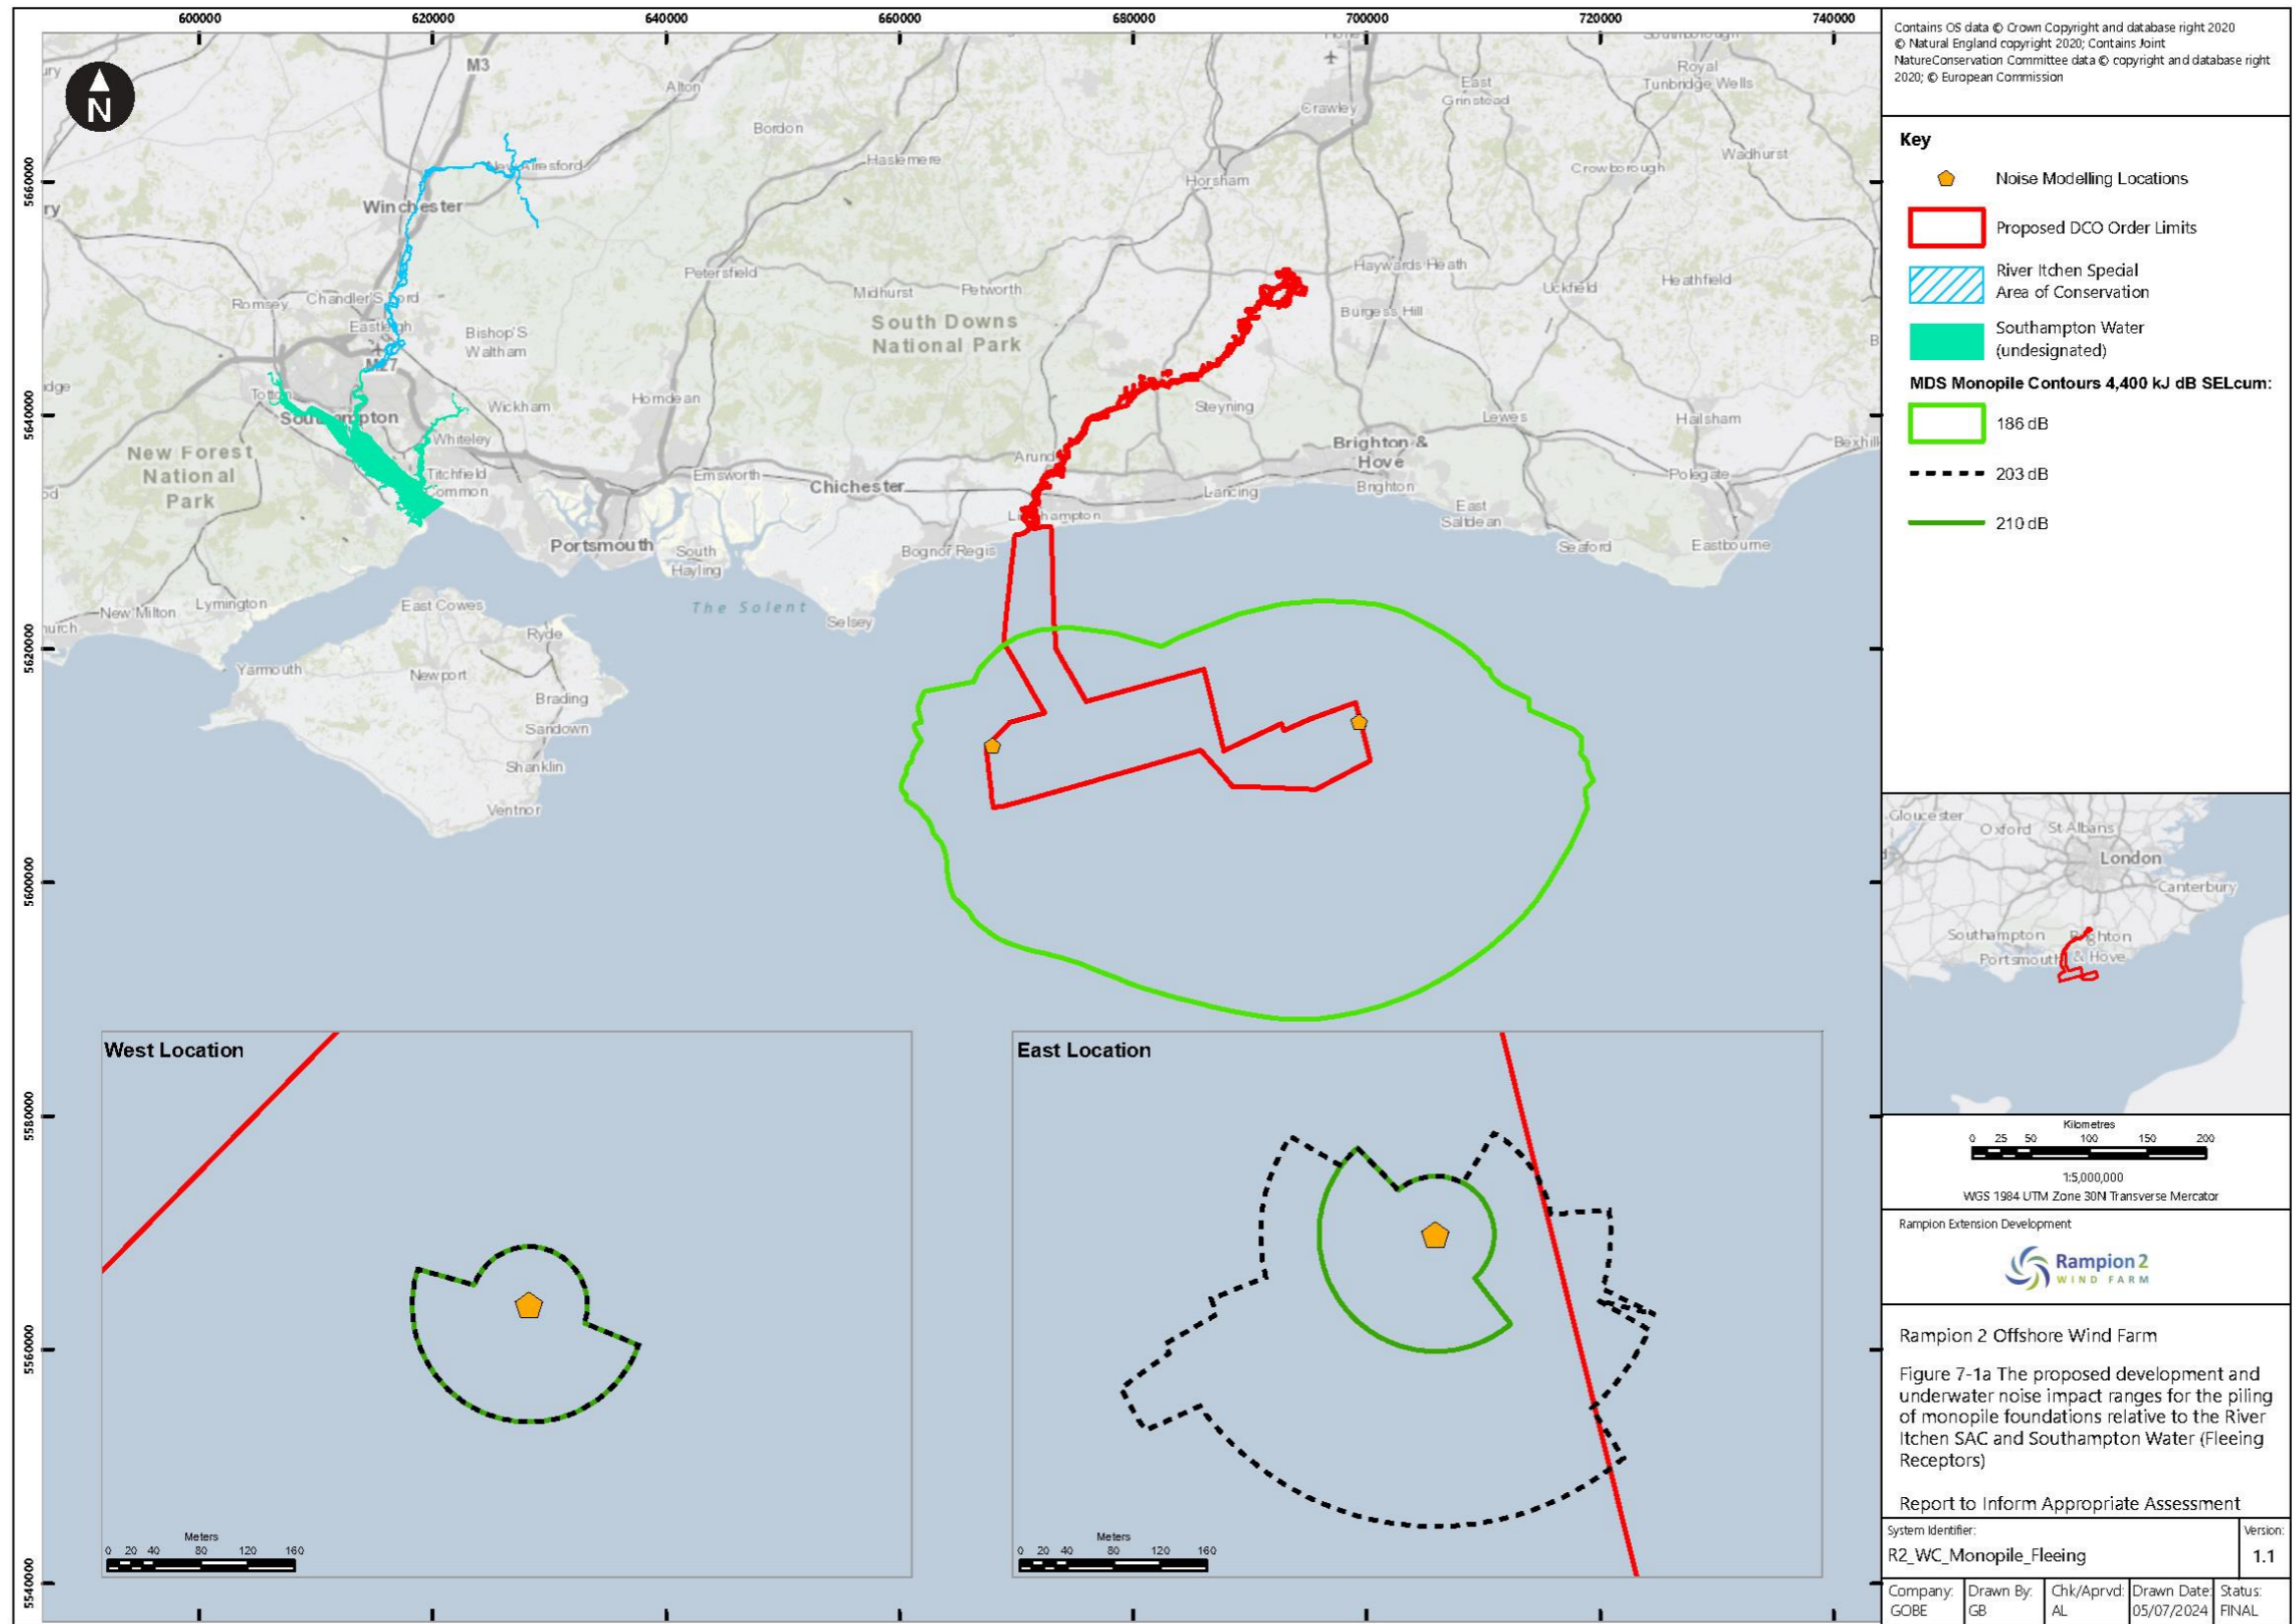 600000 620000 640000 660000 680000 700000 720000 740000
5660000
5640000
5620000
5600000
5580000
5560000
5540000
N
M3
Alton
Bordon
Haslemere
Crawley
East
Grinstead
Royal
Tunbridge Wells
Wadhurst
Crowborough
Horsham
New Alresford
Winchester
Petersfield
Midhurst
Petworth
Haywards Heath
Uckfield
Heathfield
Burgess Hill
Romsey
Chandler'S Ford
Eastleigh
Bishop'S
Waltham
South Downs
National Park
M27
Totton
Southampton
Wickham
Horndean
Steyning
Lewes
Hailsham
Whiteley
New Forest
National
Park
Titchfield
Common
Emsworth
Chichester
Brighton &
Hove
Brighton
Polegate
Bexhill
Lancing
East
Saltdean
Littlehampton
Portsmouth
South
Hayling
Bognor Regis
Seaford
Eastbourne
New Milton
Lymington
East Cowes
The Solent
Selsey
Ryde
Yarmouth
Newport
Brading
Sandown
Shanklin
Ventnor
West Location
Meters
0 20 40 80 120 160
East Location
Meters
0 20 40 80 120 160
Contains OS data © Crown Copyright and database right 2020
© Natural England copyright 2020; Contains Joint
NatureConservation Committee data © copyright and database right
2020; © European Commission
Key
Noise Modelling Locations
Proposed DCO Order Limits
River Itchen Special
Area of Conservation
Southampton Water
(undesignated)
MDS Monopile Contours 4,400 kJ dB SELcum:
186 dB
203 dB
210 dB
Gloucester
Oxford
St Albans
London
Canterbury
Southampton
Portsmouth
Brighton
& Hove
Kilometres
0 25 50 100 150 200
1:5,000,000
WGS 1984 UTM Zone 30N Transverse Mercator
Rampion Extension Development
Rampion 2
WIND FARM
Rampion 2 Offshore Wind Farm
Figure 7-1a The proposed development and
underwater noise impact ranges for the piling
of monopile foundations relative to the River
Itchen SAC and Southampton Water (Fleeing
Receptors)
Report to Inform Appropriate Assessment
System Identifier:
R2_WC_Monopile_Fleeing
Version:
1.1
Company:
GOBE
Drawn By:
GB
Chk/Aprvd:
AL
Drawn Date:
05/07/2024
Status:
FINAL